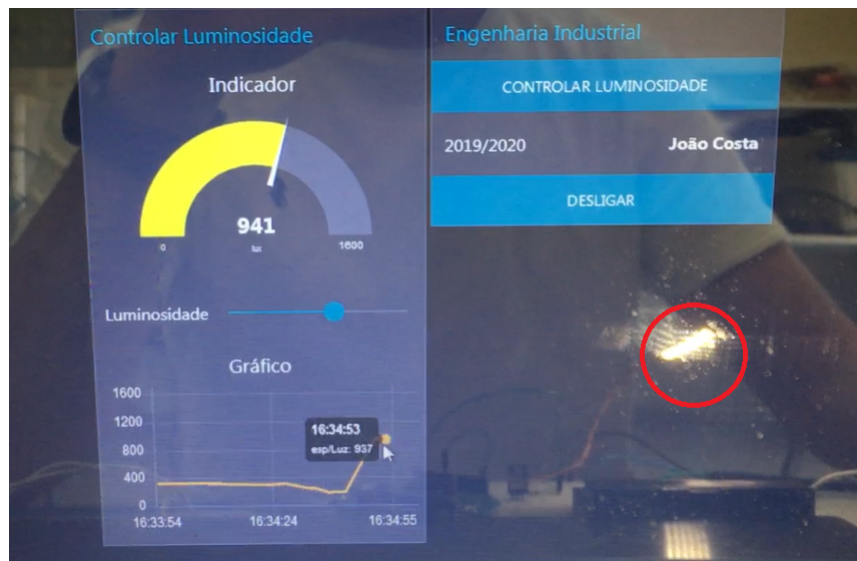 Controlar Luminosidade
Indicador
941
lux
0
1600
Luminosidade
Gráfico
1600
1200
800
400
0
16:34:53
esp/Luz: 937
16:33:54
16:34:24
16:34:55
Engenharia Industrial
CONTROLAR LUMINOSIDADE
2019/2020 João Costa
DESLIGAR